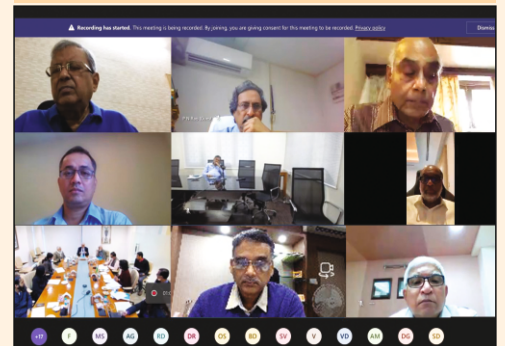 Recording has started. This meeting is being recorded. By joining, you are giving consent for this meeting to be recorded. Privacy policy
Dismiss
+17 F MS AG RD DR OS BD SV V VD AM DG SD